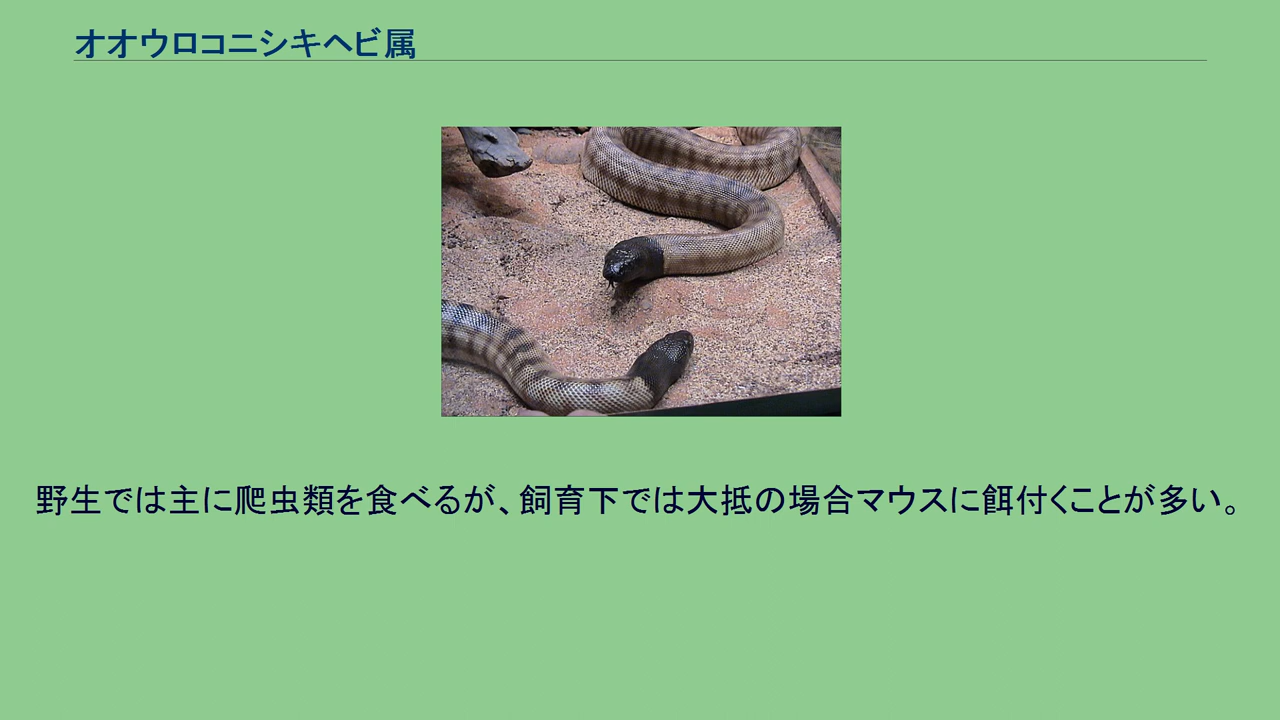 オオウロコニシキヘビ属
野生では主に爬虫類を食べるが、飼育下では大抵の場合マウスに餌付くことが多い。